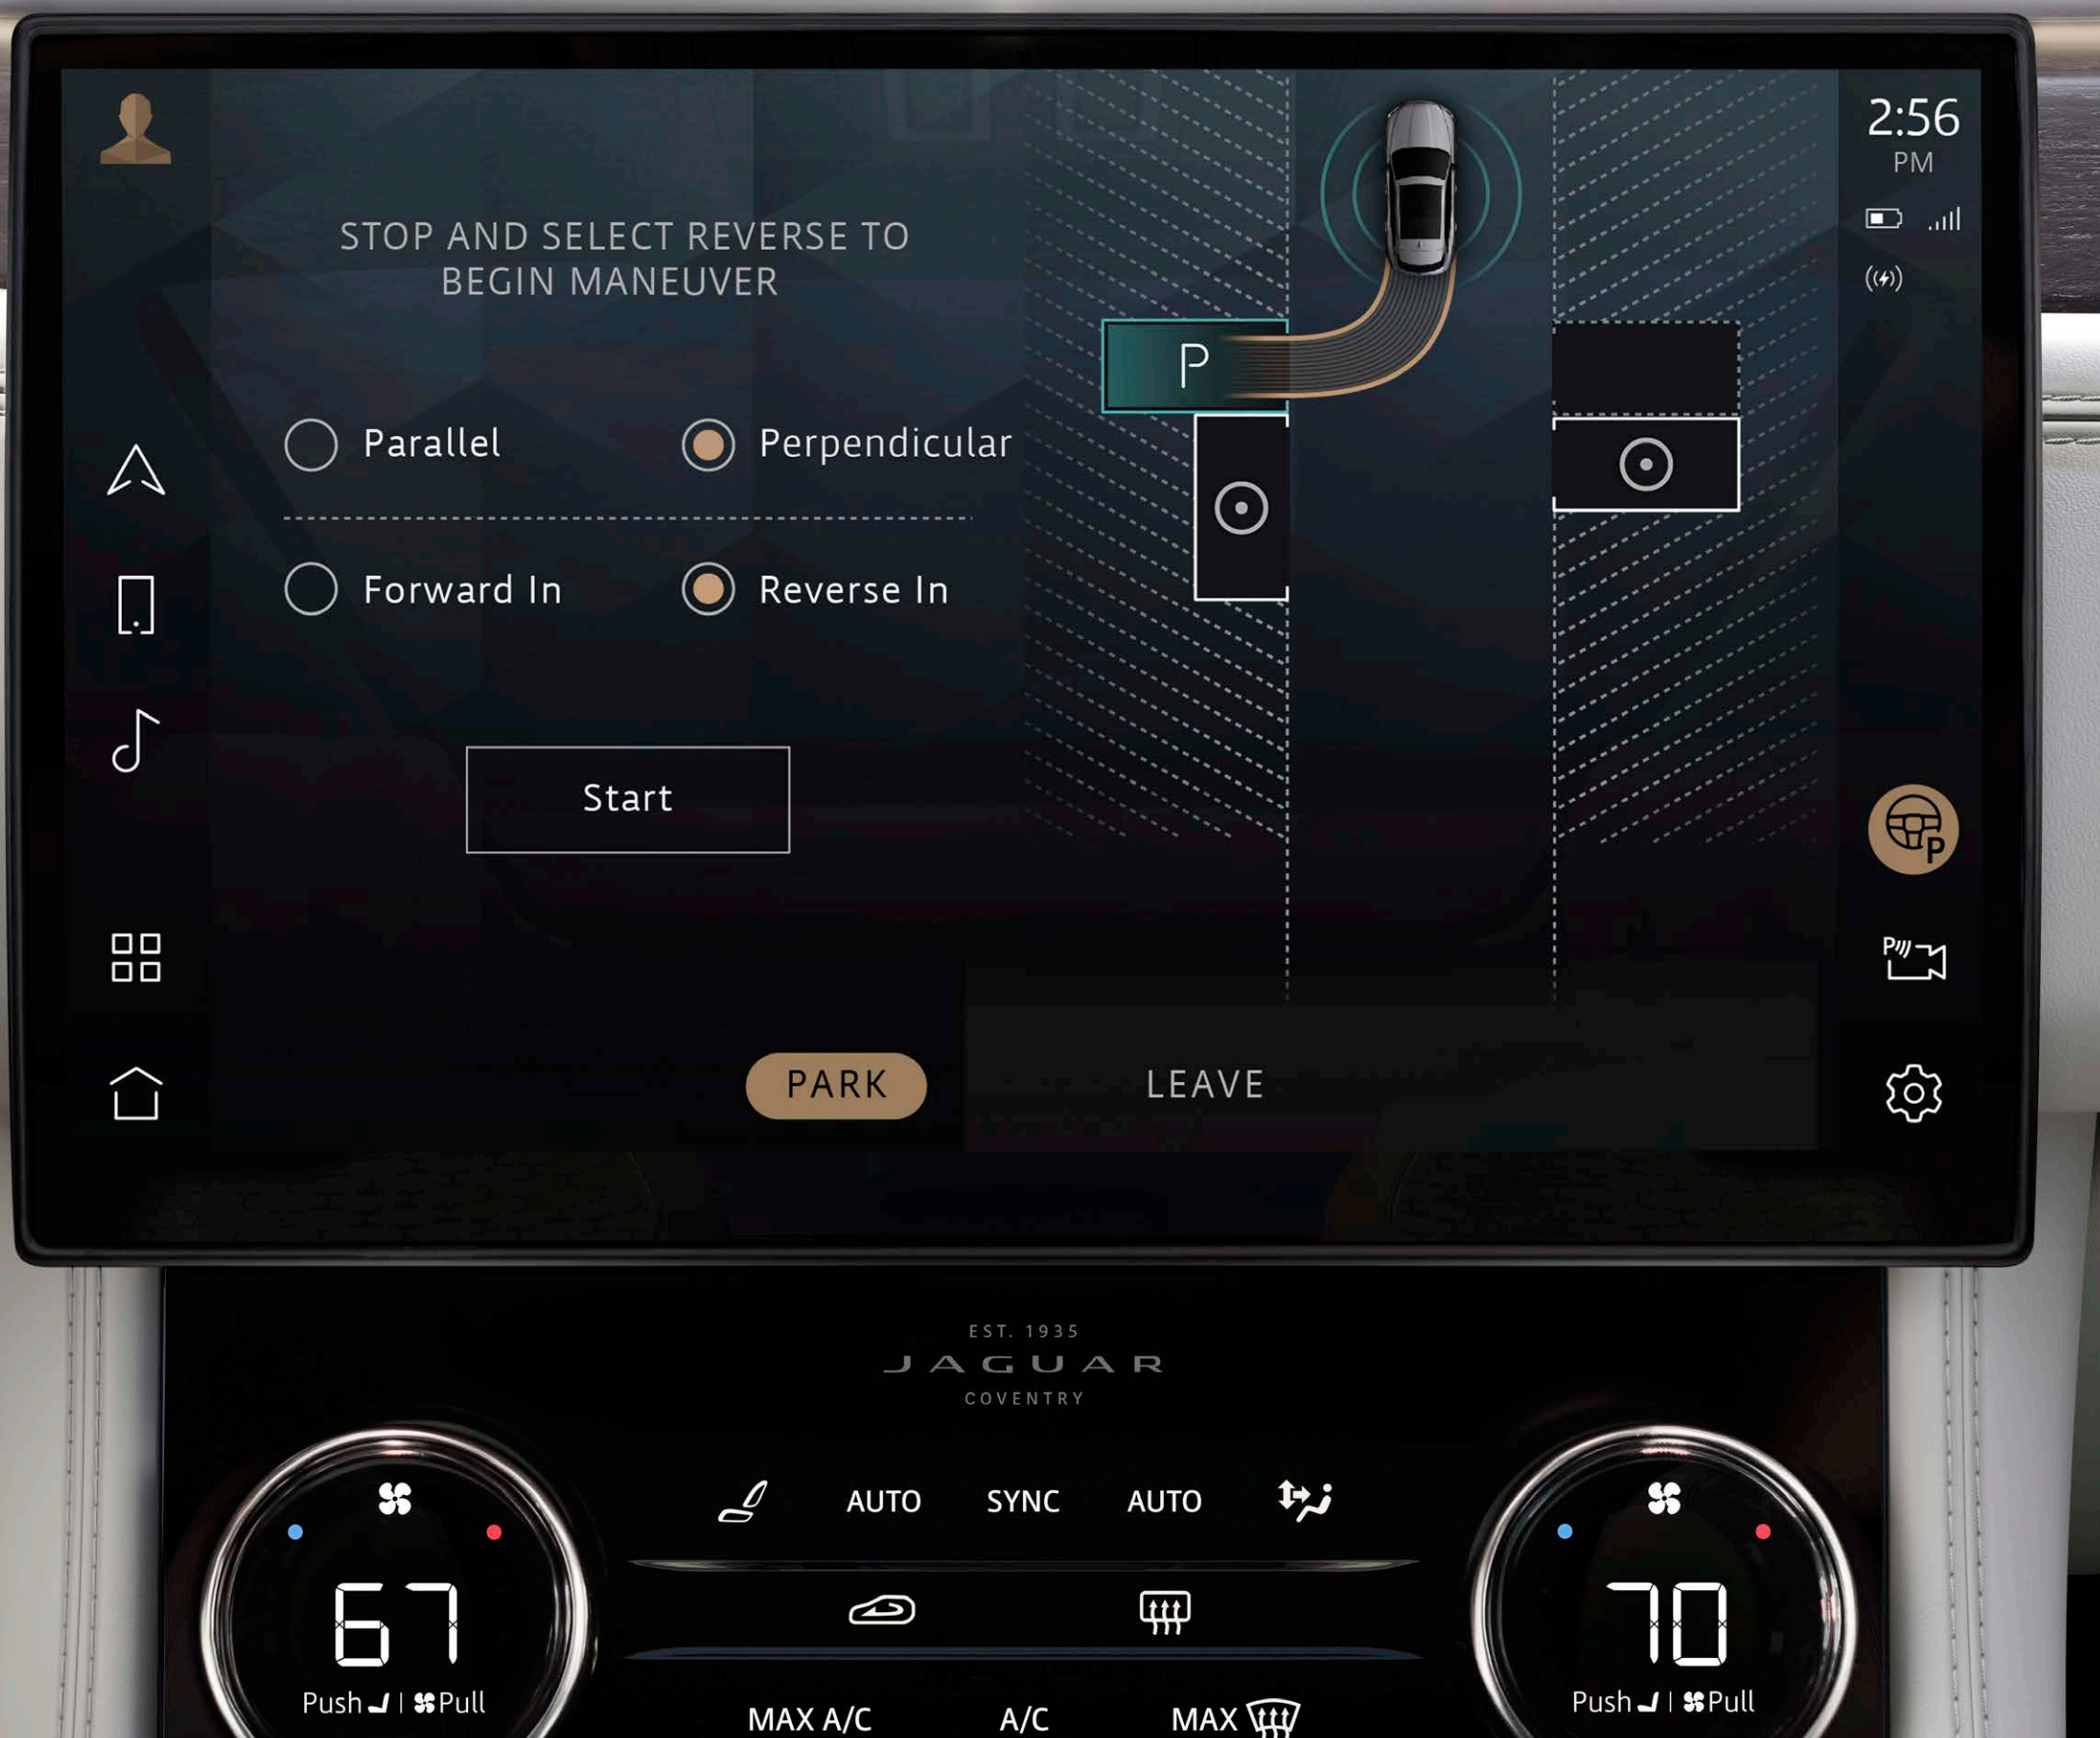 2:56
PM
STOP AND SELECT REVERSE TO
BEGIN MANEUVER
P
Parallel
Perpendicular
Forward In
Reverse In
Start
P
P
PARK
LEAVE
EST. 1935
JAGUAR
COVENTRY
AUTO
SYNC
AUTO
67
70
Push | Pull
Push | Pull
MAX A/C
A/C
MAX